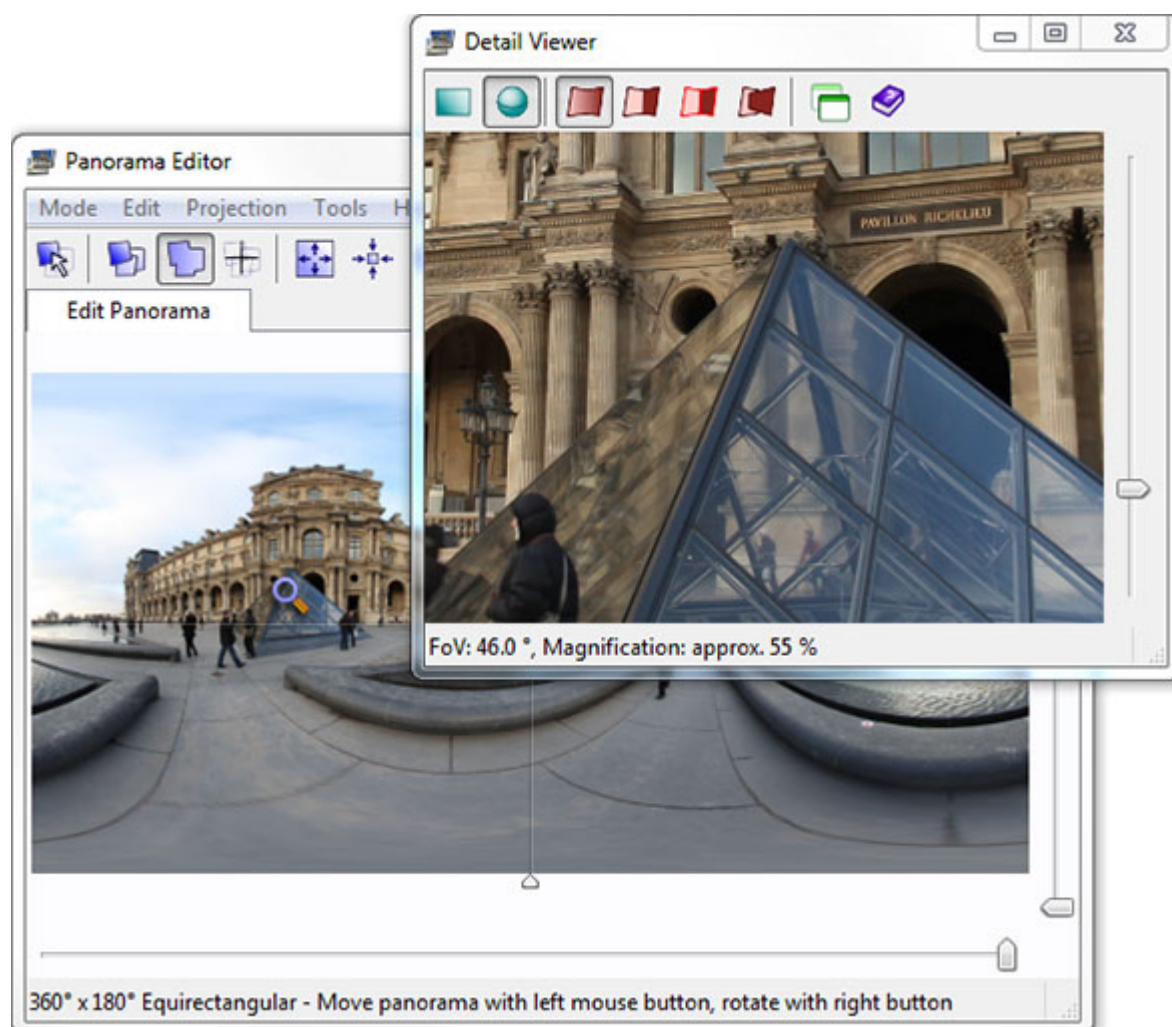 Detail Viewer
Panorama Editor
Mode Edit Projection Tools H
PAVILLON RICHELIEU
Edit Panorama
FoV: 46.0 °, Magnification: approx. 55 %
360° x 180° Equirectangular - Move panorama with left mouse button, rotate with right button